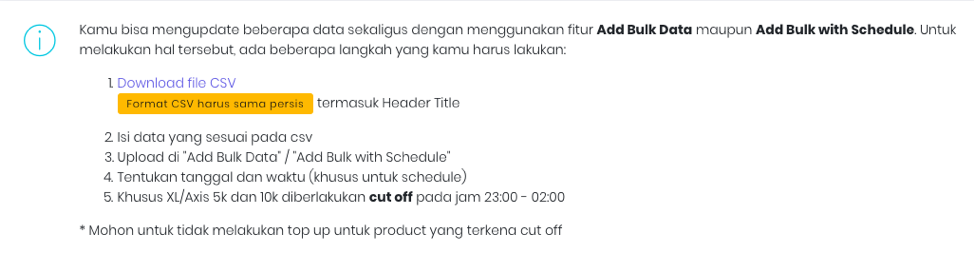 Kamu bisa mengupdate beberapa data sekaligus dengan menggunakan fitur Add Bulk Data maupun Add Bulk with Schedule. Untuk
melakukan hal tersebut, ada beberapa langkah yang kamu harus lakukan:
1. Download file CSV
Format CSV harus sama persis termasuk Header Title
2. Isi data yang sesuai pada csv
3. Upload di "Add Bulk Data" / "Add Bulk with Schedule"
4. Tentukan tanggal dan waktu (khusus untuk schedule)
5. Khusus XL/Axis 5k dan 10k diberlakukan cut off pada jam 23:00 - 02:00
* Mohon untuk tidak melakukan top up untuk product yang terkena cut off